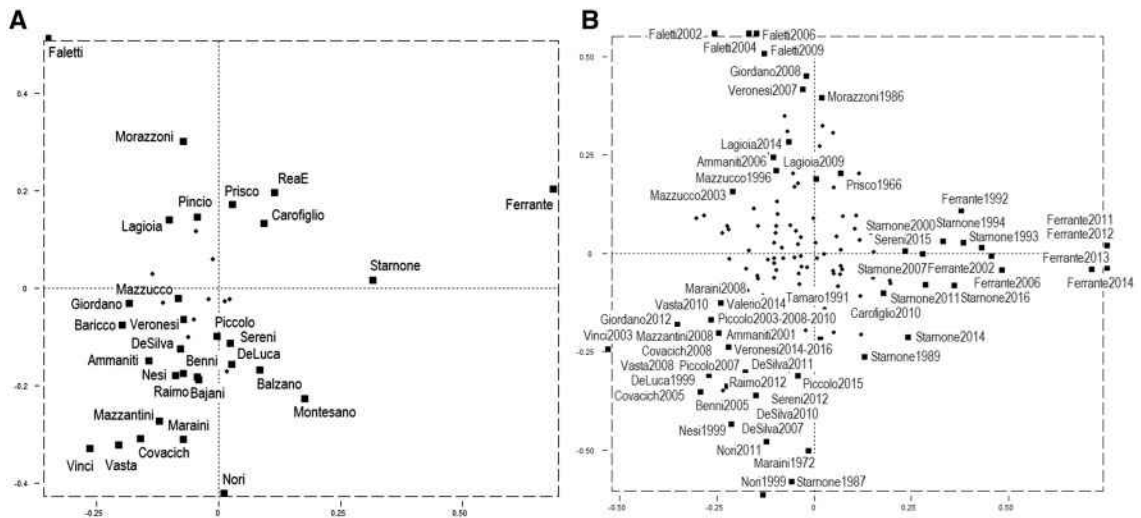 A
Faletti
0.4
Morazzoni
0.2
ReaE
Prisco
Pincio
Carofiglio
Lagioia
Ferrante
Starnone
0
Mazzucco
Giordano
Baricco
Veronesi
Piccolo
Sereni
DeSilva
DeLuca
Ammaniti
Benni
Nesi
Balzano
Raimo
Bajani
-0.2
Montesano
Mazzantini
Maraini
Covacich
Vinci
Vasta
Nori
-0.4
-0.25
0
0.25
0.50
B
Faletti2002
Faletti2006
Faletti2004
Faletti2009
0.50
Giordano2008
Veronesi2007
Morazzoni1986
Lagioia2014
0.25
Ammaniti2006
Lagioia2009
Mazzucco1996
Prisco1966
Mazzucco2003
Ferrante1992
Starnone2000
Starnone1994
Ferrante2011
Sereni2015
Starnone1993
Ferrante2012
0
Starnone2007
Ferrante2002
Ferrante2013
Maraini2008
Ferrante2006
Ferrante2014
Vasta2010
Valerio2014
Tamaro1991
Starnone2011
Starnone2016
Giordano2012
Piccolo2003-2008-2010
Carofiglio2010
Vinci2003
Mazzantini2008
Ammaniti2001
Starnone2014
-0.25
Covacich2008
Veronesi2014-2016
Starnone1989
Vasta2008
Piccolo2007
DeSilva2011
DeLuca1999
Raimo2012
Piccolo2015
Covacich2005
Sereni2012
Benni2005
DeSilva2010
Nesi1999
DeSilva2007
Nori2011
-0.50
Maraini1972
Nori1999
Starnone1987
-0.50
-0.25
0
0.25
0.50